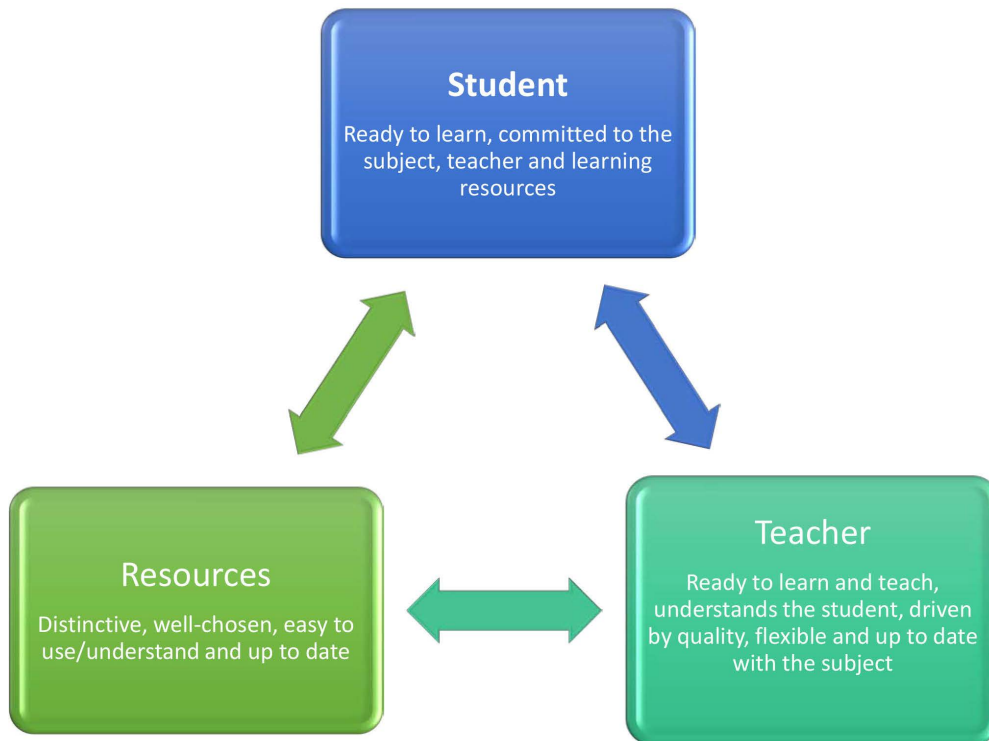 Student
Ready to learn, committed to the
subject, teacher and learning
resources
Resources
Distinctive, well-chosen, easy to
use/understand and up to date
Teacher
Ready to learn and teach,
understands the student, driven
by quality, flexible and up to date
with the subject